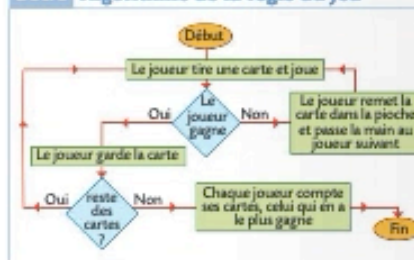 Début
Le joueur tire une carte et joue
Le
joueur
gagne
Oui
Non
Le joueur remet la
carte dans la pioche
et passe la main au
joueur suivant
Le joueur garde la carte
Oui
reste
des
cartes
?
Non
Chaque joueur compte
ses cartes, celui qui en a
le plus gagne
Fin